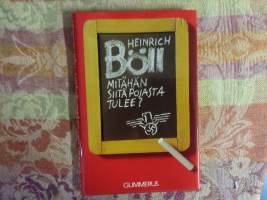 HEINRICH
Böll
MITÄHÄN
SIITÄ POJASTA
TULEE?
GUMMERUS